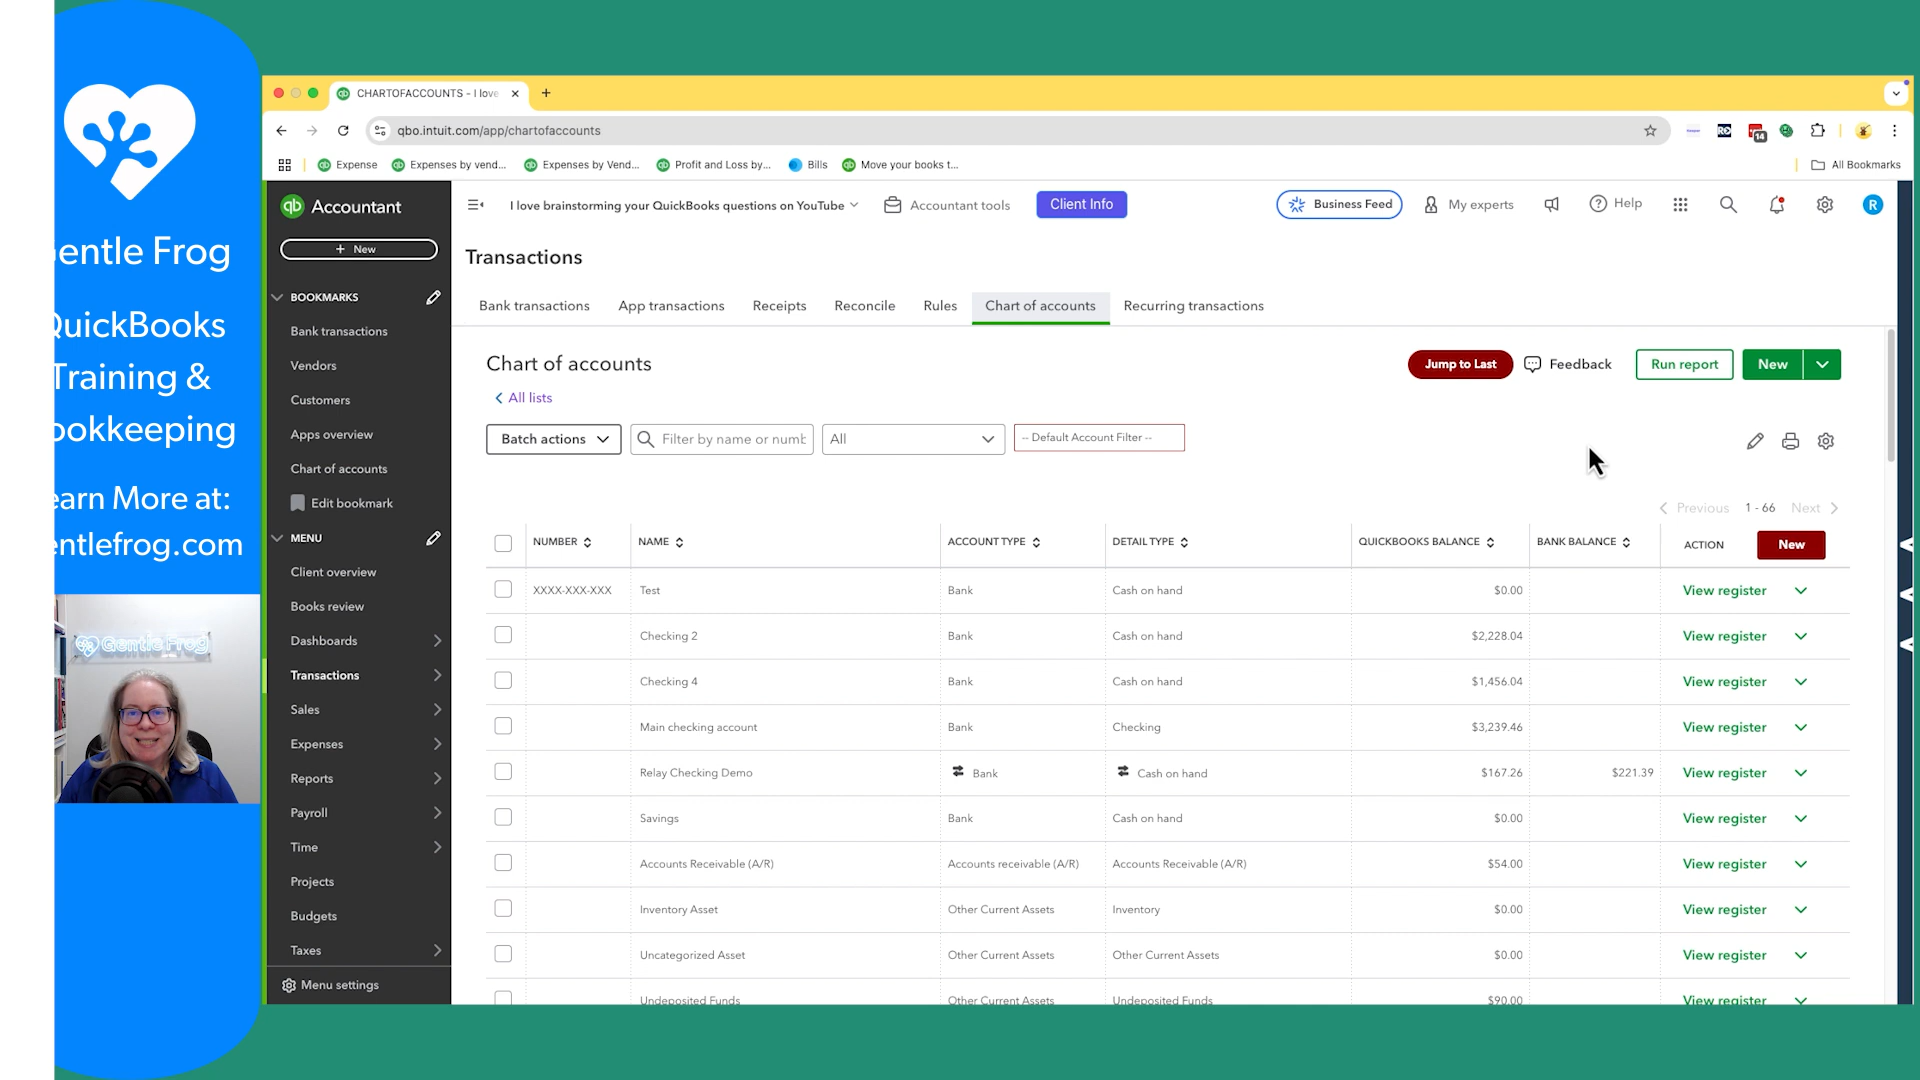 entle Frog
QuickBooks
Training &
ookkeeping
earn More at:
entlefrog.com
Gentle Frog
CHARTOFACCOUNTS - I love
qbo.intuit.com/app/chartofaccounts
14
Expense
Expenses by vend...
Expenses by Vend...
Profit and Loss by...
Bills
Move your books t...
All Bookmarks
qb Accountant
I love brainstorming your QuickBooks questions on YouTube
Accountant tools
Client Info
Business Feed
My experts
Help
R
+ New
BOOKMARKS
Bank transactions
Vendors
Customers
Apps overview
Chart of accounts
Edit bookmark
MENU
Client overview
Books review
Dashboards
Transactions
Sales
Expenses
Reports
Payroll
Time
Projects
Budgets
Taxes
Menu settings
Transactions
Bank transactions
App transactions
Receipts
Reconcile
Rules
Chart of accounts
Recurring transactions
Chart of accounts
Jump to Last
Feedback
Run report
New
All lists
Batch actions
Filter by name or numb
All
-- Default Account Filter --
Previous 1 - 66 Next
NUMBER NAME ACCOUNT TYPE DETAIL TYPE QUICKBOOKS BALANCE BANK BALANCE ACTION New
XXXX-XXX-XXX Test Bank Cash on hand $0.00 View register
Checking 2 Bank Cash on hand $2,228.04 View register
Checking 4 Bank Cash on hand $1,456.04 View register
Main checking account Bank Checking $3,239.46 View register
Relay Checking Demo Bank Cash on hand $167.26 $221.39 View register
Savings Bank Cash on hand $0.00 View register
Accounts Receivable (A/R) Accounts receivable (A/R) Accounts Receivable (A/R) $54.00 View register
Inventory Asset Other Current Assets Inventory $0.00 View register
Uncategorized Asset Other Current Assets Other Current Assets $0.00 View register
Undeposited Funds Other Current Assets Undeposited Funds $90.00 View register